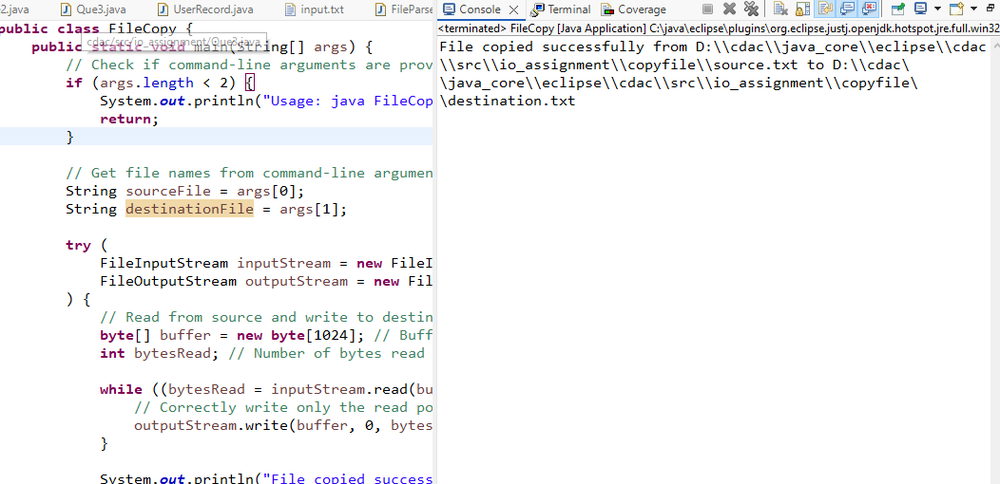 2.java Que3.java UserRecord.java input.txt FileParse
Console Terminal Coverage
public class FileCopy {
cdac/src/io_assignment/Que3.java
public static void main(String[] args) {
// Check if command-line arguments are prov
if (args.length < 2) {
System.out.println("Usage: java FileCop
return;
}
// Get file names from command-line argumen
String sourceFile = args[0];
String destinationFile = args[1];
try (
FileInputStream inputStream = new FileI
FileOutputStream outputStream = new Fil
) {
// Read from source and write to destin
byte[] buffer = new byte[1024]; // Buff
int bytesRead; // Number of bytes read
while ((bytesRead = inputStream.read(bu
// Correctly write only the read po
outputStream.write(buffer, 0, bytes
}
System.out.println("File copied success
<terminated> FileCopy [Java Application] C:\java\eclipse\plugins\org.eclipse.justj.openjdk.hotspot.jre.full.win32
File copied successfully from D:\\cdac\\java_core\\eclipse\\cdac
\\src\\io_assignment\\copyfile\\source.txt to D:\\cdac\
\java_core\\eclipse\\cdac\\src\\io_assignment\\copyfile\
\destination.txt